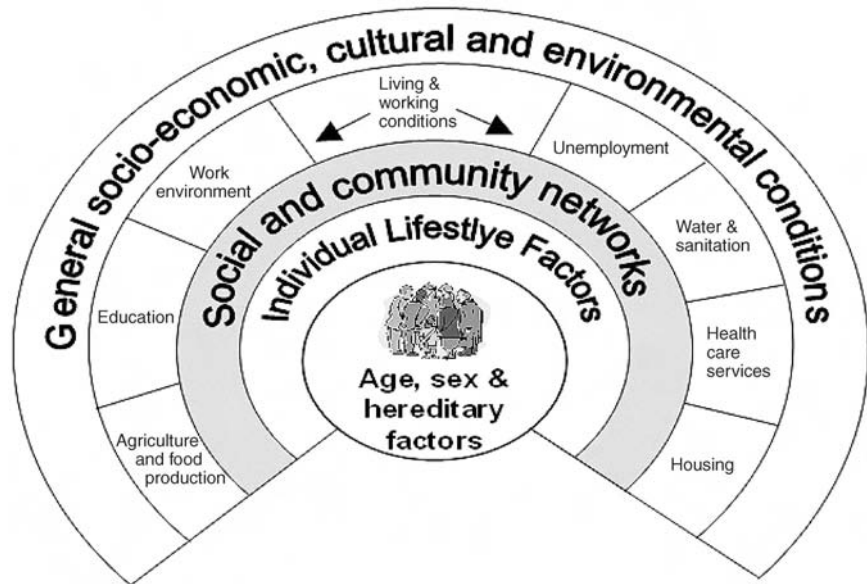 General socio-economic, cultural and environmental conditions
Living &
working
conditions
Work
environment
Unemployment
Education
Water &
sanitation
Agriculture
and food
production
Health
care
services
Housing
Social and community networks
Individual Lifestlye Factors
Age, sex &
hereditary
factors